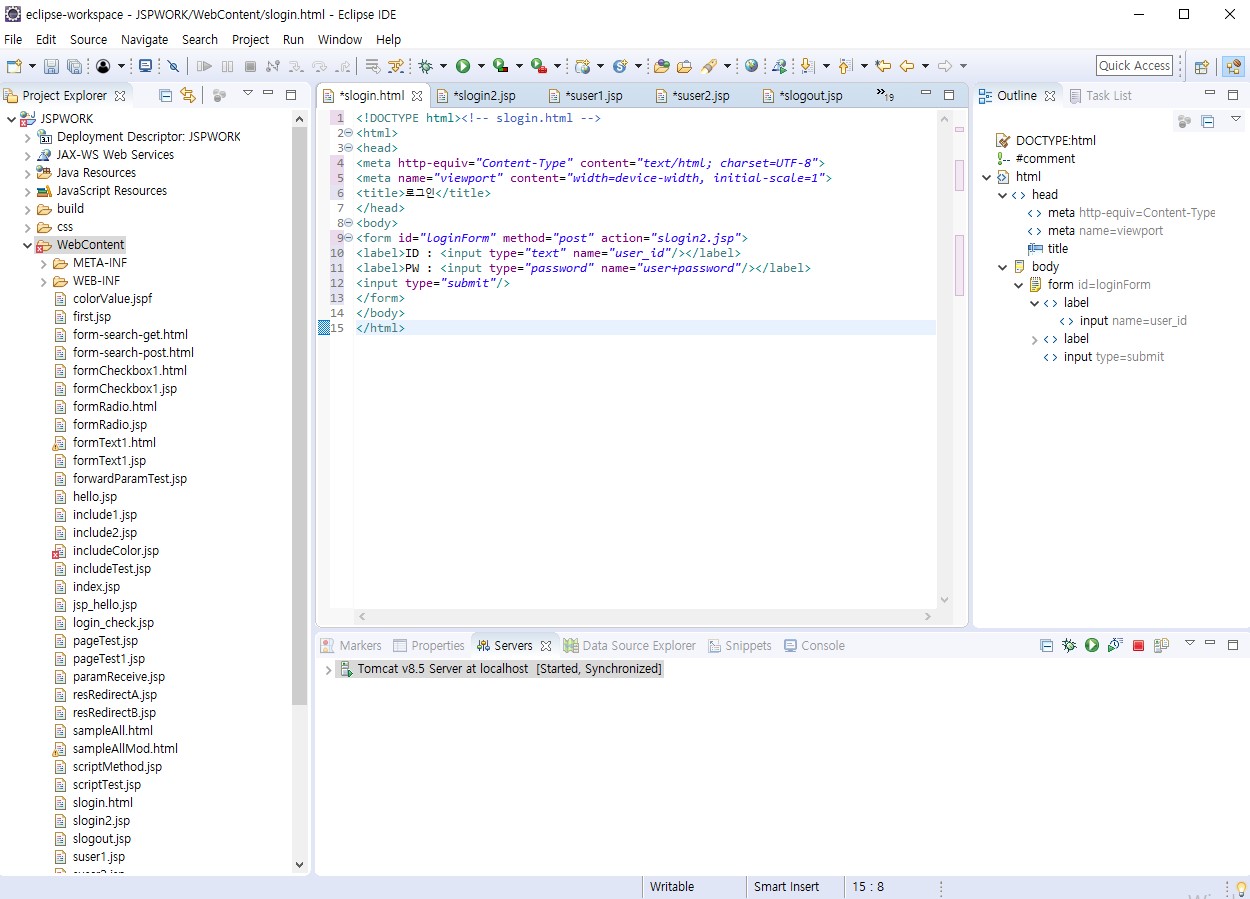 eclipse-workspace - JSPWORK/WebContent/slogin.html - Eclipse IDE
File Edit Source Navigate Search Project Run Window Help
Quick Access
Project Explorer
JSPWORK
Deployment Descriptor: JSPWORK
JAX-WS Web Services
Java Resources
JavaScript Resources
build
css
WebContent
META-INF
WEB-INF
colorValue.jspf
first.jsp
form-search-get.html
form-search-post.html
formCheckbox1.html
formCheckbox1.jsp
formRadio.html
formRadio.jsp
formText1.html
formText1.jsp
forwardParamTest.jsp
hello.jsp
include1.jsp
include2.jsp
includeColor.jsp
includeTest.jsp
index.jsp
jsp_hello.jsp
login_check.jsp
pageTest.jsp
pageTest1.jsp
paramReceive.jsp
resRedirectA.jsp
resRedirectB.jsp
sampleAll.html
sampleAllMod.html
scriptMethod.jsp
scriptTest.jsp
slogin.html
slogin2.jsp
slogout.jsp
suser1.jsp
*slogin.html *slogin2.jsp *suser1.jsp *suser2.jsp *slogout.jsp »19
1 <!DOCTYPE html><!-- slogin.html -->
2 <html>
3 <head>
4 <meta http-equiv="Content-Type" content="text/html; charset=UTF-8">
5 <meta name="viewport" content="width=device-width, initial-scale=1">
6 <title>로그인</title>
7 </head>
8 <body>
9 <form id="loginForm" method="post" action="slogin2.jsp">
10 <label>ID : <input type="text" name="user_id"/></label>
11 <label>PW : <input type="password" name="user+password"/></label>
12 <input type="submit"/>
13 </form>
14 </body>
15 </html>
Outline Task List
DOCTYPE:html
#comment
html
head
meta http-equiv=Content-Type
meta name=viewport
title
body
form id=loginForm
label
input name=user_id
label
input type=submit
Markers Properties Servers Data Source Explorer Snippets Console
Tomcat v8.5 Server at localhost [Started, Synchronized]
Writable Smart Insert 15 : 8